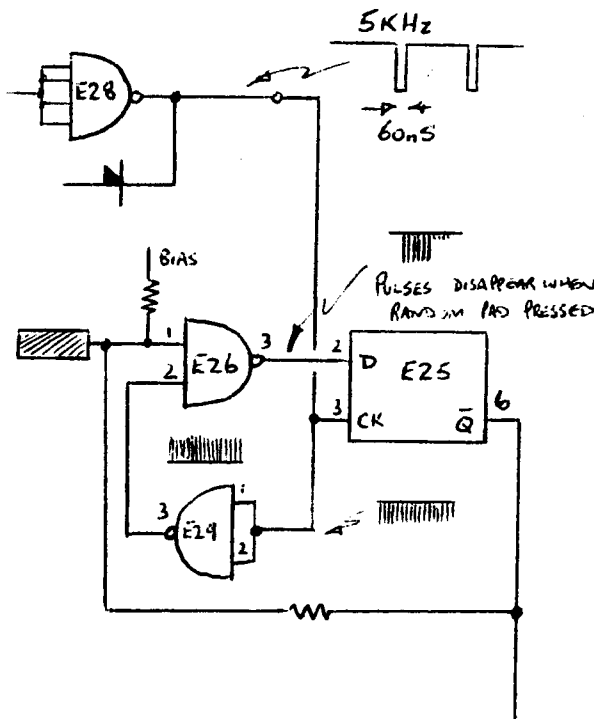 5KHz
E28
60nS
BIAS
PULSES DISAPPEAR WHEN
RANDOM PAD PRESSED
1
3
2
E26
2
D
E25
3
CK
Q̅
6
1
3
E29
2